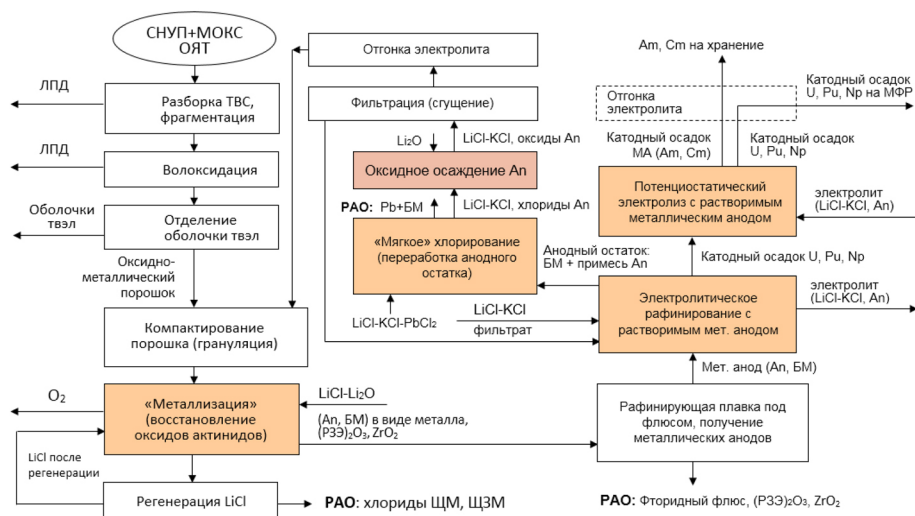 СНУП+МОКС
ОЯТ
ЛПД
Разборка ТВС,
фрагментация
ЛПД
Волоксидация
Оболочки
твэл
Отделение
оболочки твэл
Оксидно-
металлический
порошок
Компактирование
порошка (грануляция)
O₂
«Металлизация»
(восстановление
оксидов актинидов)
LiCl-Li₂O
(An, БМ) в виде металла,
(РЗЭ)₂O₃, ZrO₂
LiCl после
регенерации
Регенерация LiCl
РАО: хлориды ЩМ, ЩЗМ
Отгонка электролита
Фильтрация (сгущение)
Li₂O
LiCl-KCl, оксиды An
Оксидное осаждение An
РАО: Pb+БМ
LiCl-KCl, хлориды An
«Мягкое» хлорирование
(переработка анодного
остатка)
Анодный остаток:
БМ + примесь An
LiCl-KCl-PbCl₂
LiCl-KCl
фильтрат
Am, Cm на хранение
Катодный осадок
U, Pu, Np на МФР
Отгонка
электролита
Катодный осадок
МА (Am, Cm)
Катодный осадок
U, Pu, Np
Потенциостатический
электролиз с растворимым
металлическим анодом
электролит
(LiCl-KCl, An)
Катодный осадок U, Pu, Np
Электролитическое
рафинирование с
растворимым мет. анодом
электролит
(LiCl-KCl, An)
Мет. анод (An, БМ)
Рафинирующая плавка под
флюсом, получение
металлических анодов
РАО: Фторидный флюс, (РЗЭ)₂O₃, ZrO₂